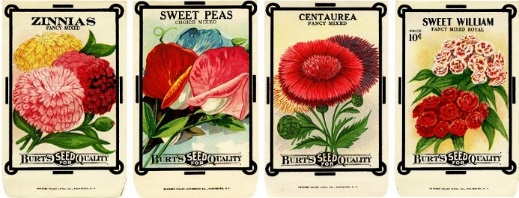 ZINNIAS
FANCY MIXED
BURT'S SEED FOR QUALITY
SWEET PEAS
CHOICE MIXED
BURT'S SEED FOR QUALITY
CENTAUREA
FANCY MIXED
BURT'S SEED FOR QUALITY
SWEET WILLIAM
FANCY MIXED ROYAL
PRICE
10¢
BURT'S SEED FOR QUALITY